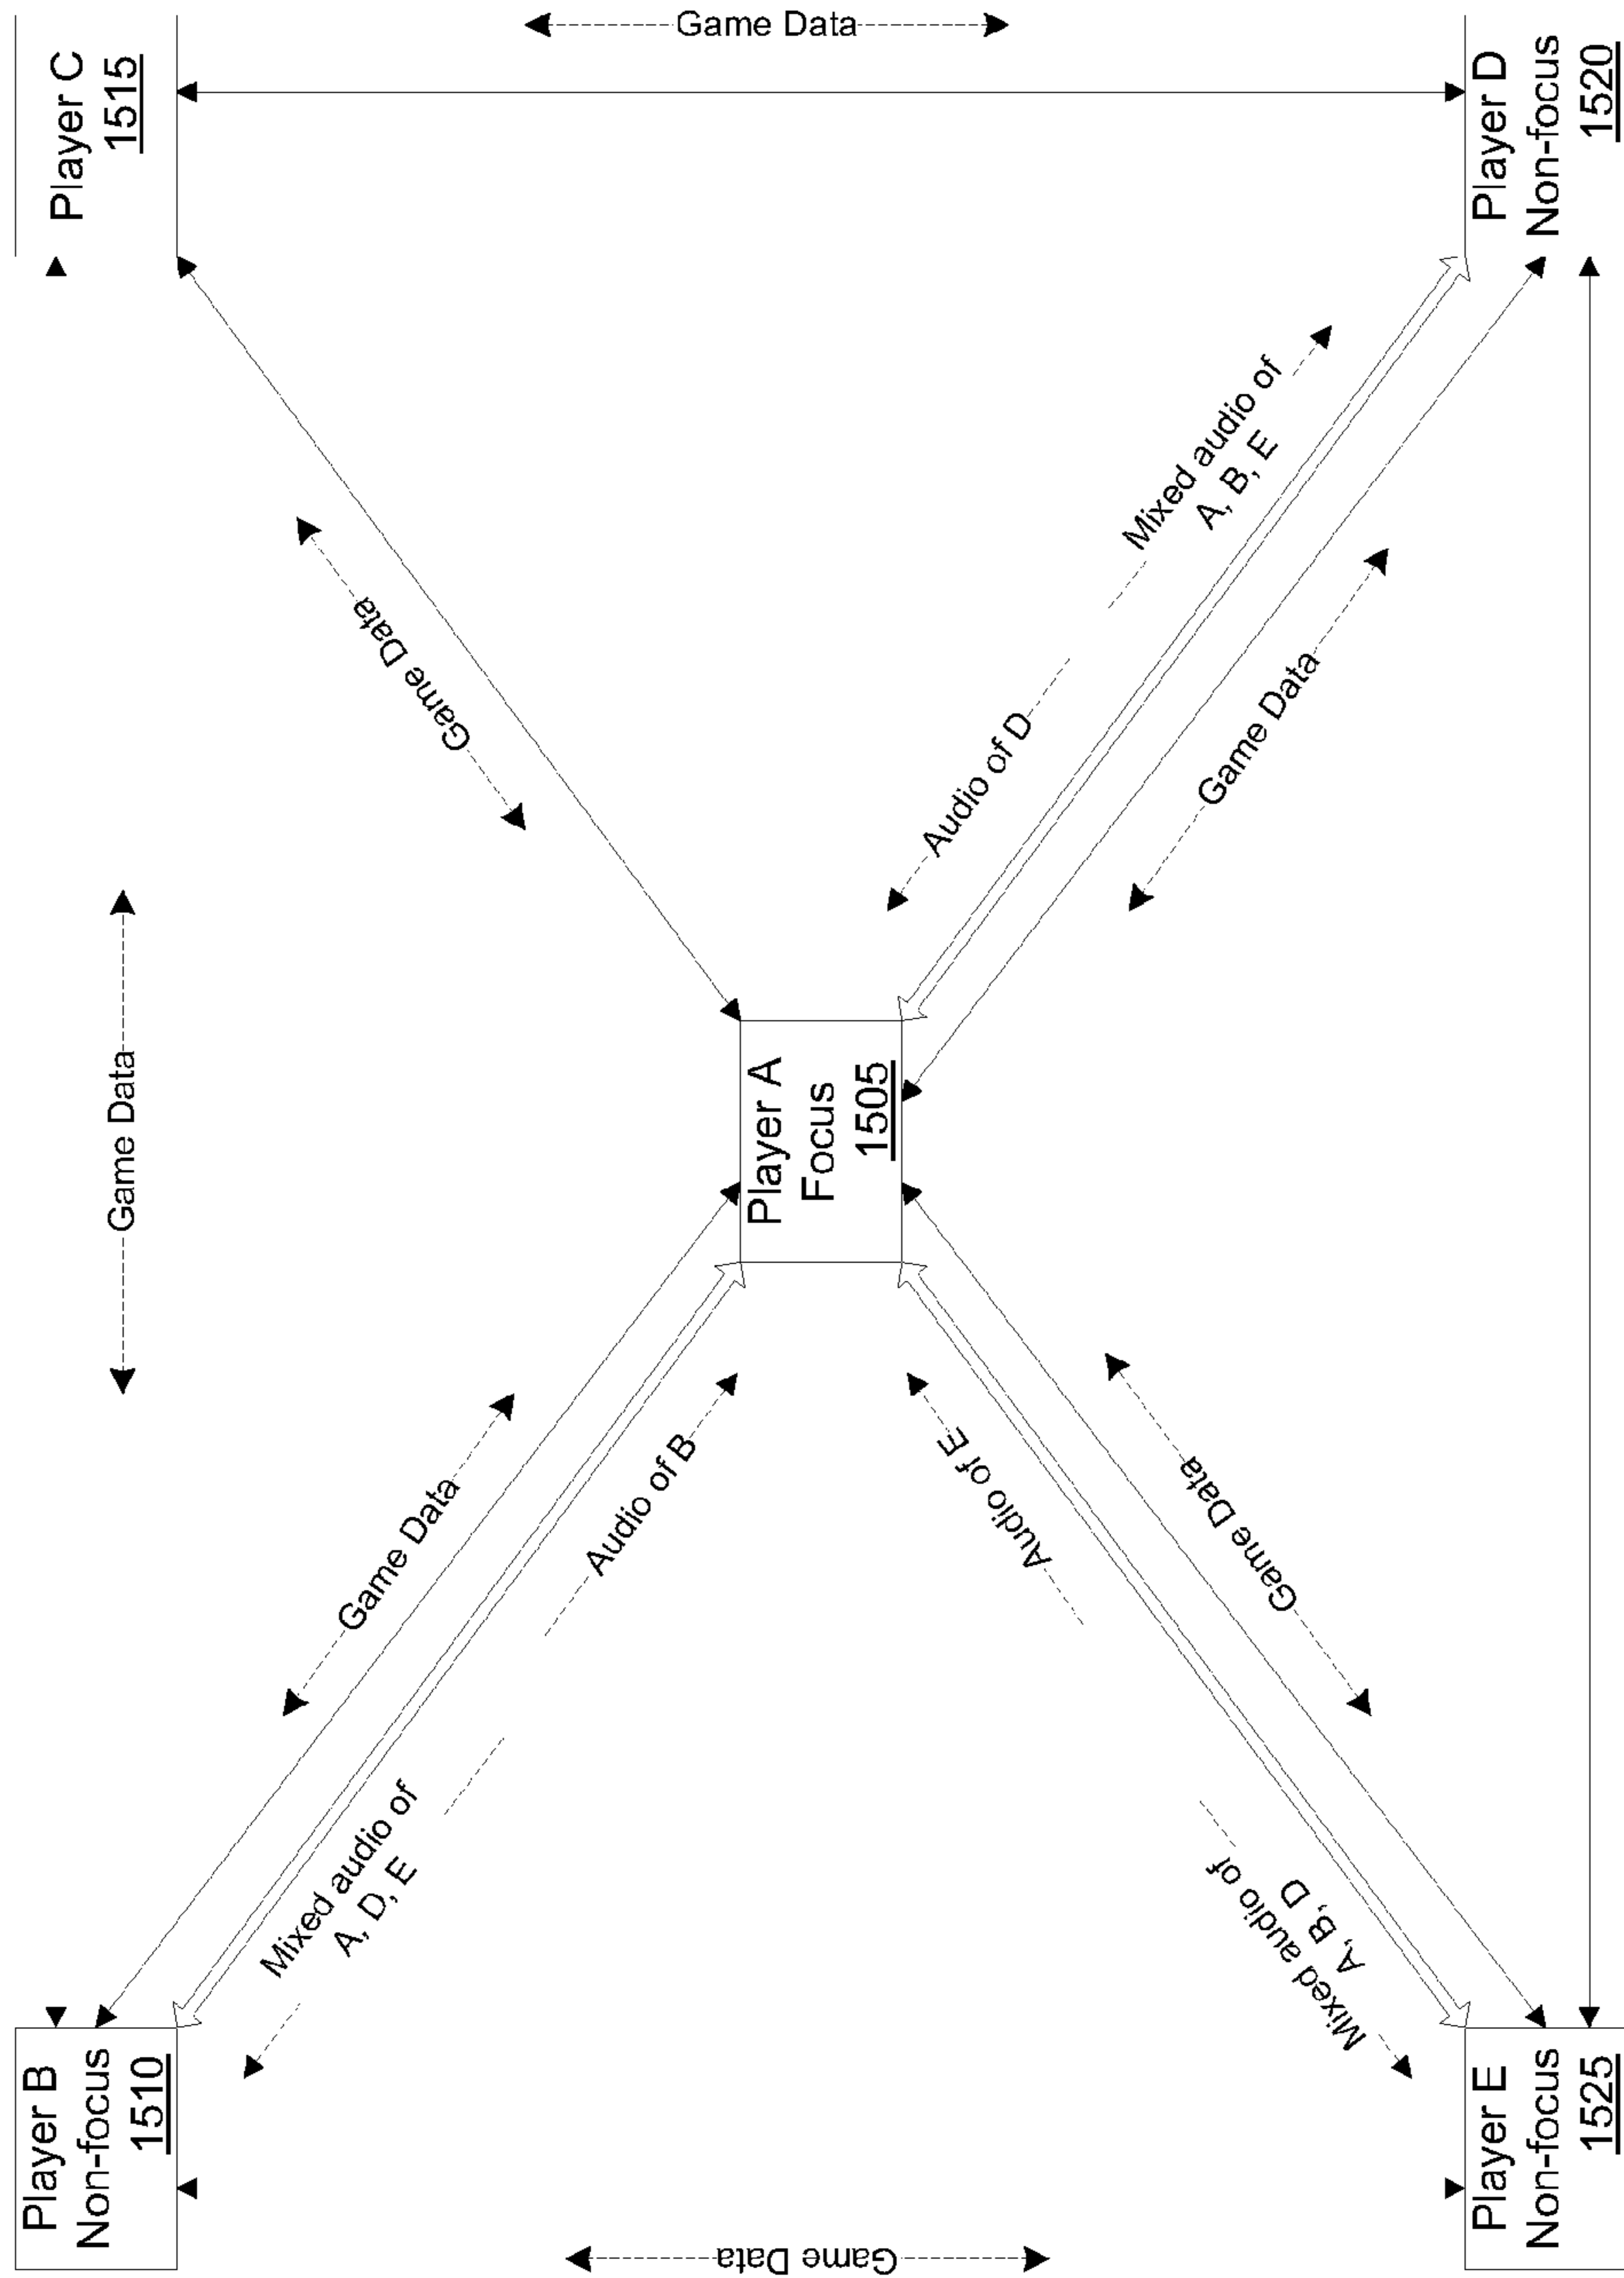 Player B
Non-focus
1510
Game Data
Player C
1515
Game Data
Mixed audio of
A, D, E
Audio of B
Game Data
Game Data
Player A
Focus
1505
Game Data
Audio of E
Mixed audio of
A, B, D
Game Data
Audio of D
Mixed audio of
A, B, E
Game Data
Player E
Non-focus
1525
Player D
Non-focus
1520